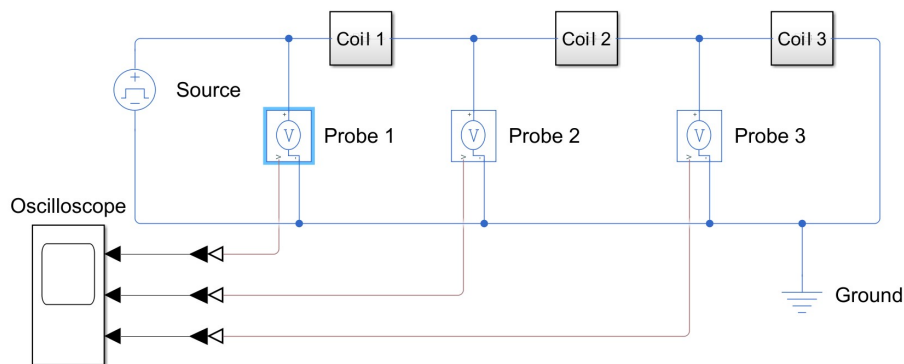 Coil 1
Coil 2
Coil 3
Source
V
Probe 1
V
Probe 2
V
Probe 3
Oscilloscope
Ground